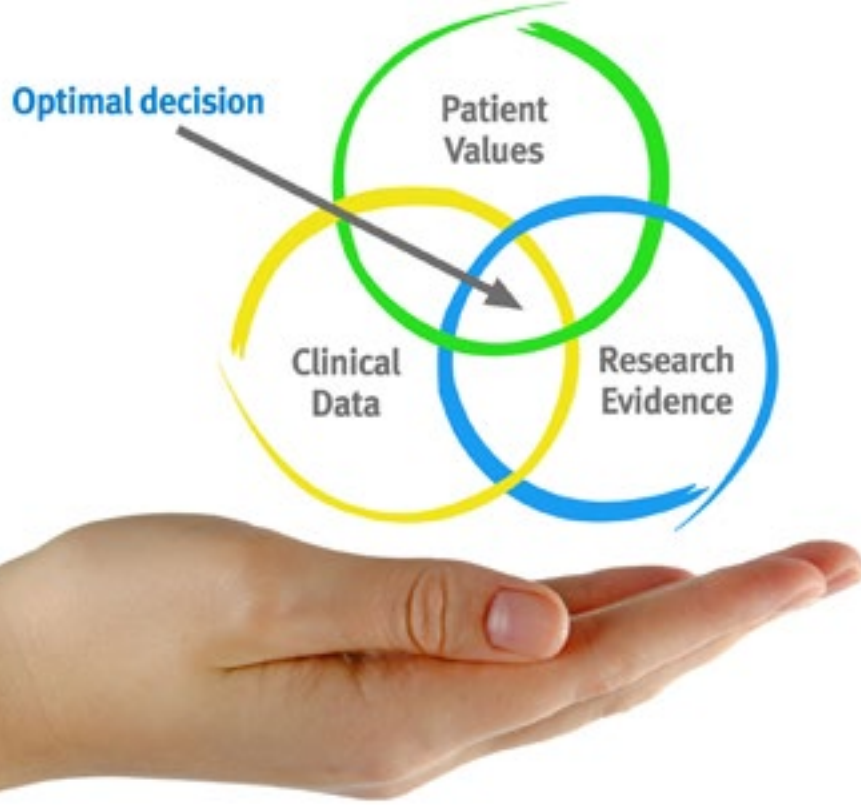 Optimal decision
Patient
Values
Clinical
Data
Research
Evidence